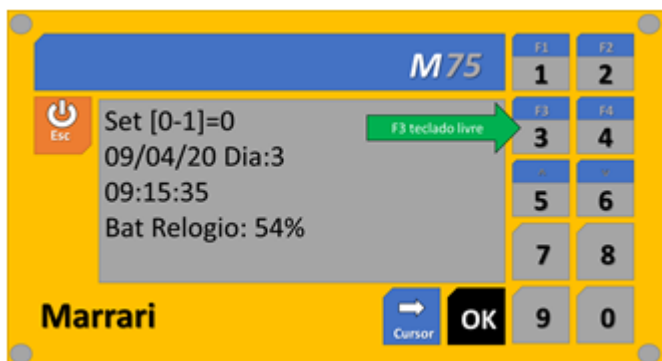 M75
F1
1
F2
2
Esc
Set [0-1]=0
09/04/20 Dia:3
09:15:35
Bat Relogio: 54%
F3 teclado livre
F3
3
F4
4
5
6
7
8
Marrari
Cursor
OK
9
0